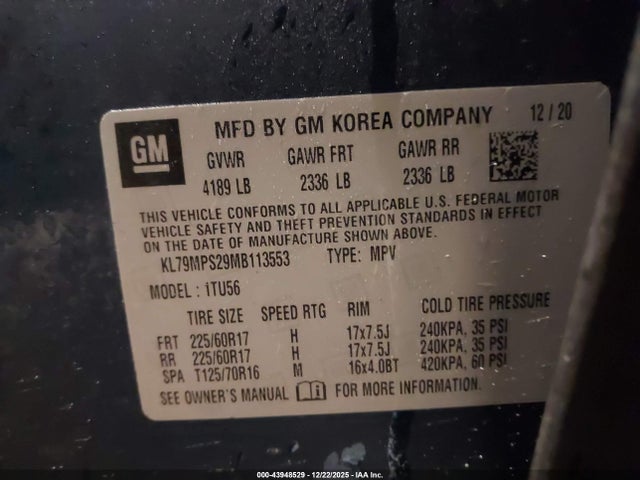 GM
MFD BY GM KOREA COMPANY 12/20
GVWR GAWR FRT GAWR RR
4189 LB 2336 LB 2336 LB
THIS VEHICLE CONFORMS TO ALL APPLICABLE U.S. FEDERAL MOTOR
VEHICLE SAFETY AND THEFT PREVENTION STANDARDS IN EFFECT
ON THE DATE OF MANUFACTURE SHOWN ABOVE.
KL79MPS29MB113553 TYPE: MPV
MODEL: 1TU56
TIRE SIZE SPEED RTG RIM COLD TIRE PRESSURE
FRT 225/60R17 H 17x7.5J 240KPA, 35 PSI
RR 225/60R17 H 17x7.5J 240KPA, 35 PSI
SPA T125/70R16 M 16x4.0BT 420KPA, 60 PSI
SEE OWNER'S MANUAL FOR MORE INFORMATION.
000-43948529 - 12/22/2025 - IAA Inc.